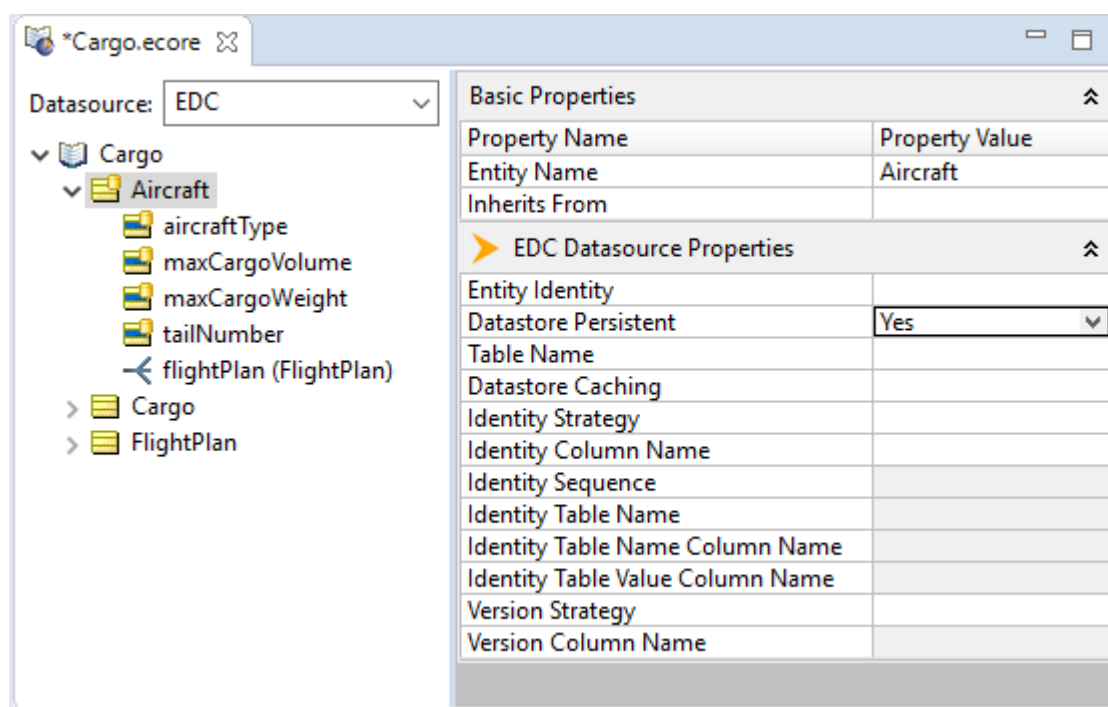 *Cargo.ecore
Datasource: EDC
Cargo
Aircraft
aircraftType
maxCargoVolume
maxCargoWeight
tailNumber
flightPlan (FlightPlan)
Cargo
FlightPlan
Basic Properties
Property Name Property Value
Entity Name Aircraft
Inherits From
EDC Datasource Properties
Entity Identity
Datastore Persistent Yes
Table Name
Datastore Caching
Identity Strategy
Identity Column Name
Identity Sequence
Identity Table Name
Identity Table Name Column Name
Identity Table Value Column Name
Version Strategy
Version Column Name